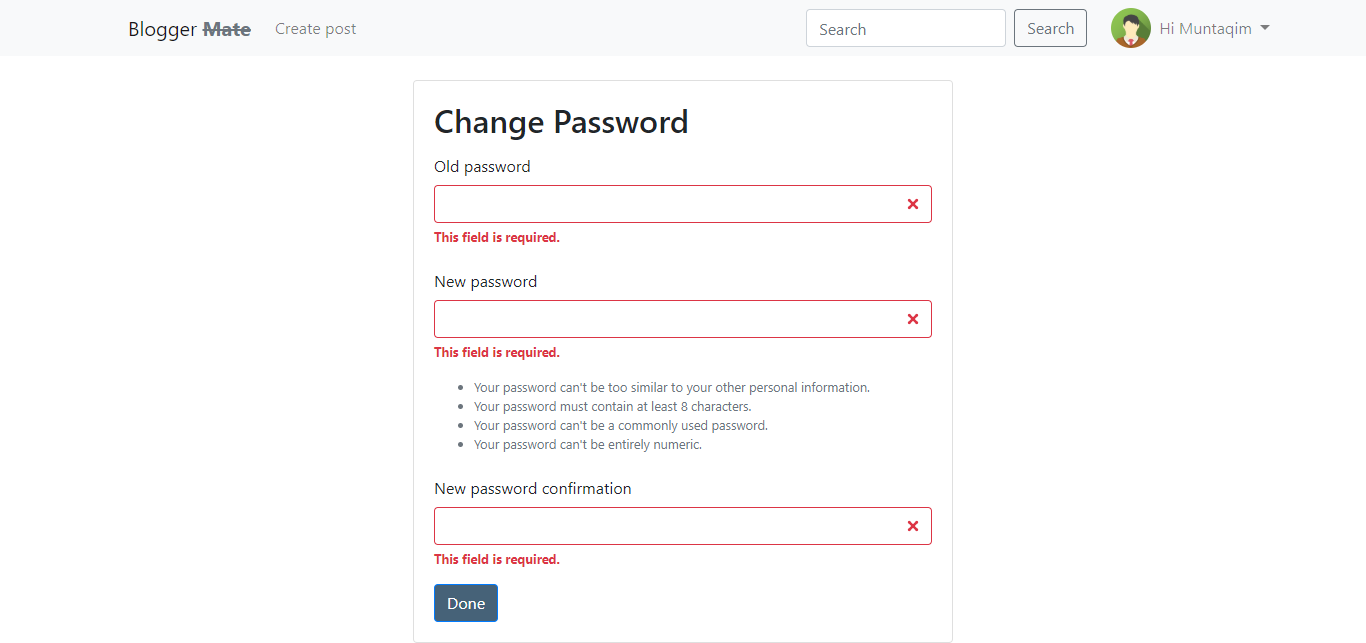 Blogger Mate Create post Search Search Hi Muntaqim
Change Password
Old password
This field is required.
New password
This field is required.
Your password can't be too similar to your other personal information.
Your password must contain at least 8 characters.
Your password can't be a commonly used password.
Your password can't be entirely numeric.
New password confirmation
This field is required.
Done